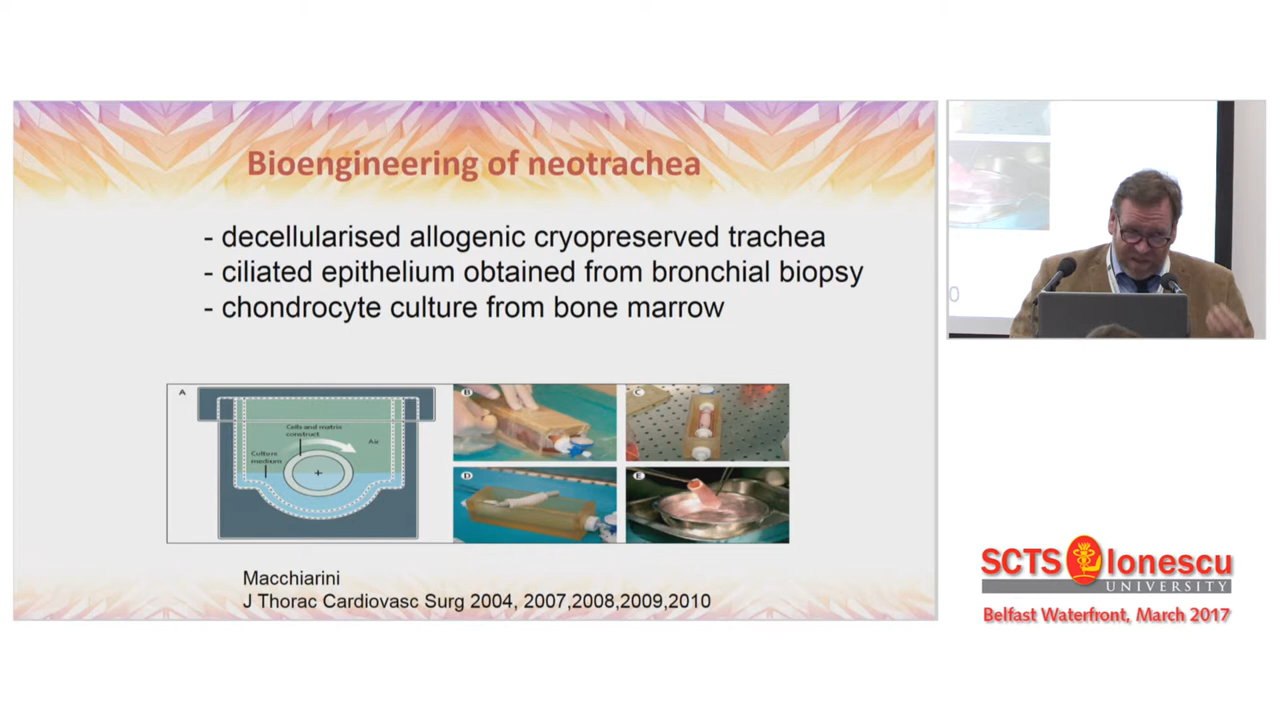 Bioengineering of neotrachea
- decellularised allogenic cryopreserved trachea
- ciliated epithelium obtained from bronchial biopsy
- chondrocyte culture from bone marrow
A
Cells and matrix
construct
Air
Culture
medium
B
C
D
E
Macchiarini
J Thorac Cardiovasc Surg 2004, 2007,2008,2009,2010
0
SCTS Ionescu
UNIVERSITY
Belfast Waterfront, March 2017